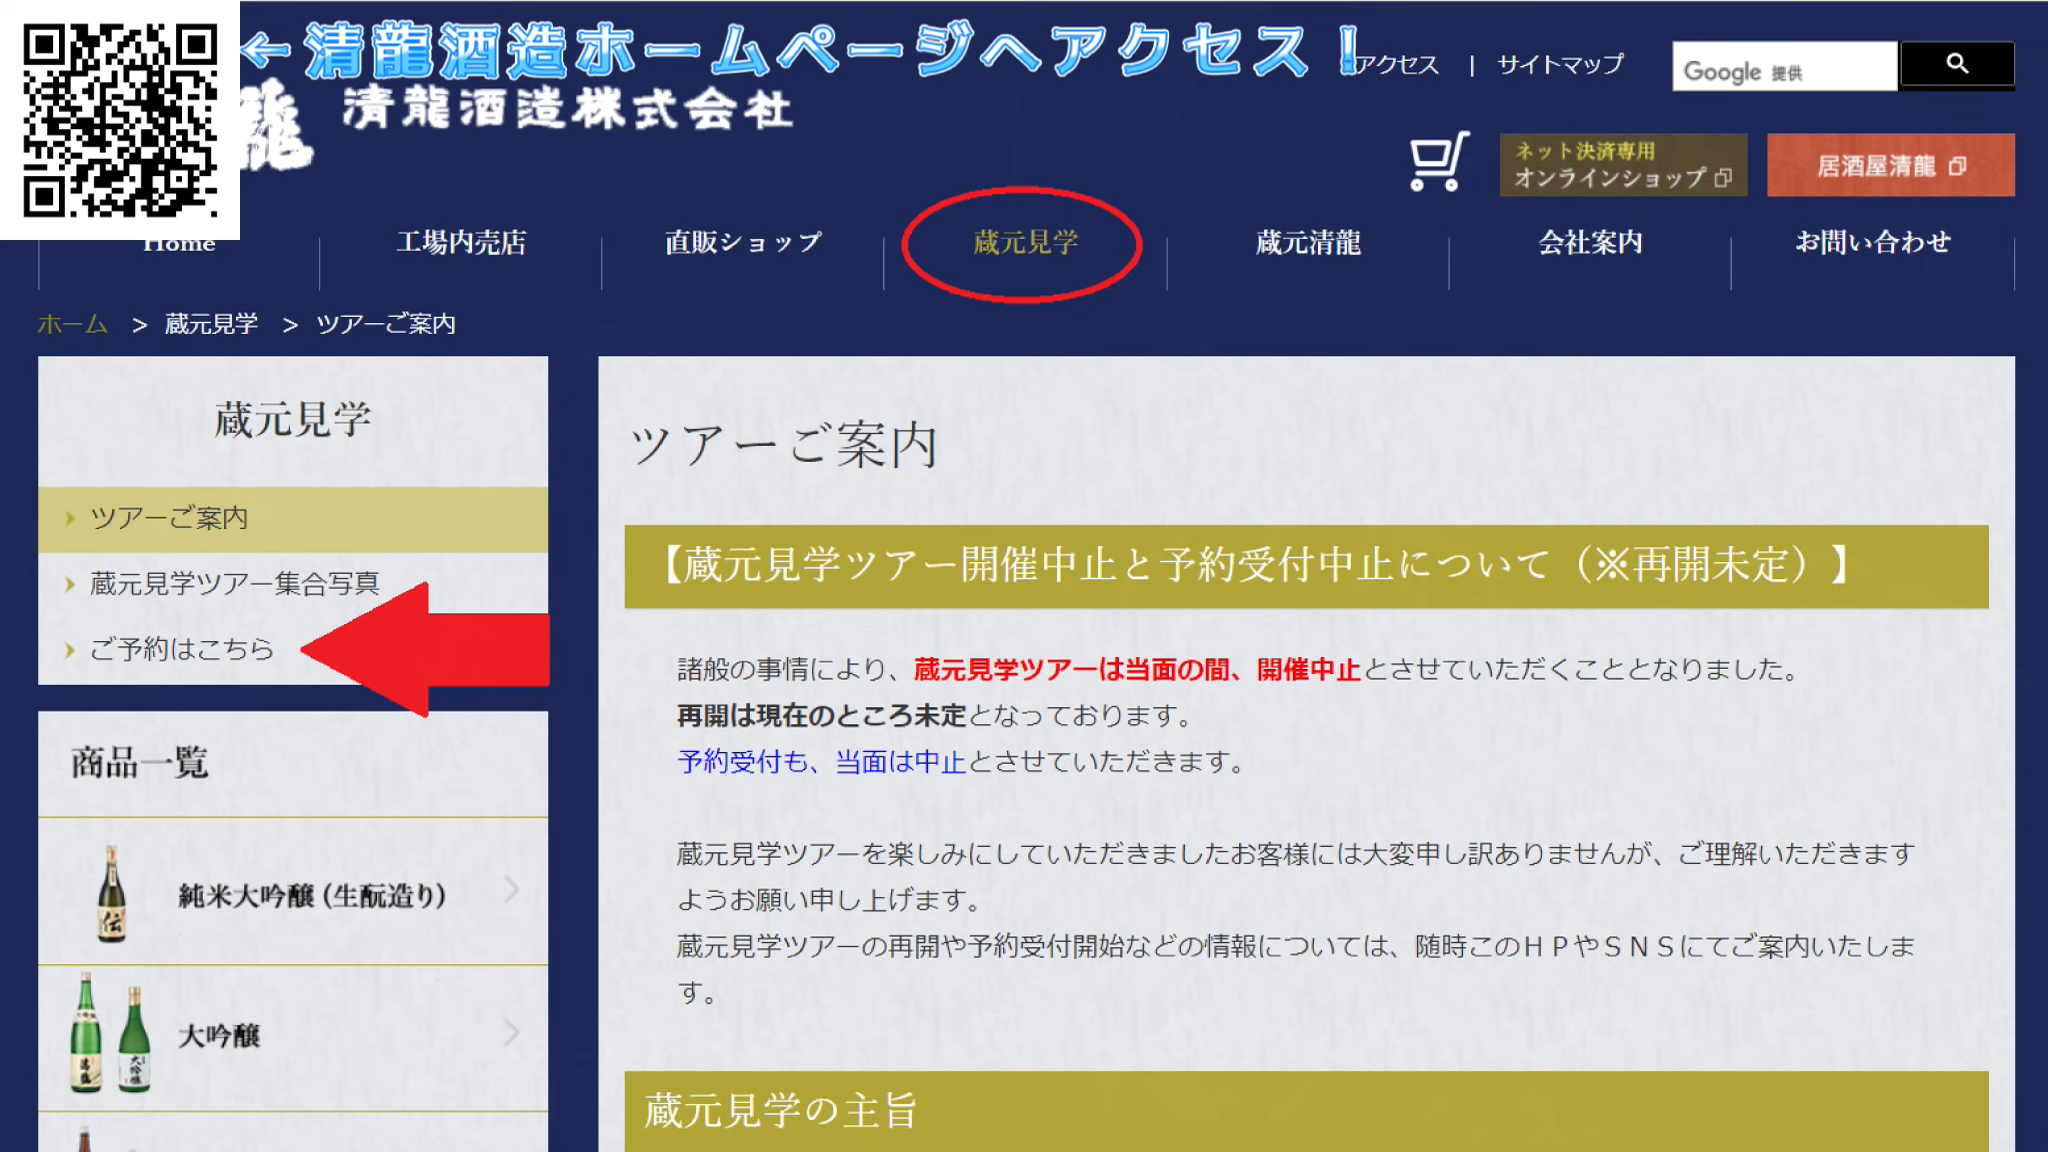 ←清龍酒造ホームページへアクセス!
アクセス | サイトマップ
Google 提供
龍 清龍酒造株式会社
ネット決済専用
オンラインショップ
居酒屋清龍
Home 工場内売店 直販ショップ 蔵元見学 蔵元清龍 会社案内 お問い合わせ
ホーム > 蔵元見学 > ツアーご案内
蔵元見学
ツアーご案内
蔵元見学ツアー集合写真
ご予約はこちら
商品一覧
伝
純米大吟醸（生酛造り）
清龍
大吟醸
大吟醸
ツアーご案内
【蔵元見学ツアー開催中止と予約受付中止について（※再開未定）】
諸般の事情により、蔵元見学ツアーは当面の間、開催中止とさせていただくこととなりました。
再開は現在のところ未定となっております。
予約受付も、当面は中止とさせていただきます。
蔵元見学ツアーを楽しみにしていただきましたお客様には大変申し訳ありませんが、ご理解いただきます
ようお願い申し上げます。
蔵元見学ツアーの再開や予約受付開始などの情報については、随時このＨＰやＳＮＳにてご案内いたしま
す。
蔵元見学の主旨